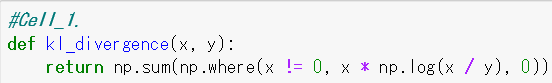 #Cell_1.
def kl_divergence(x, y):
    return np.sum(np.where(x != 0, x * np.log(x / y), 0))